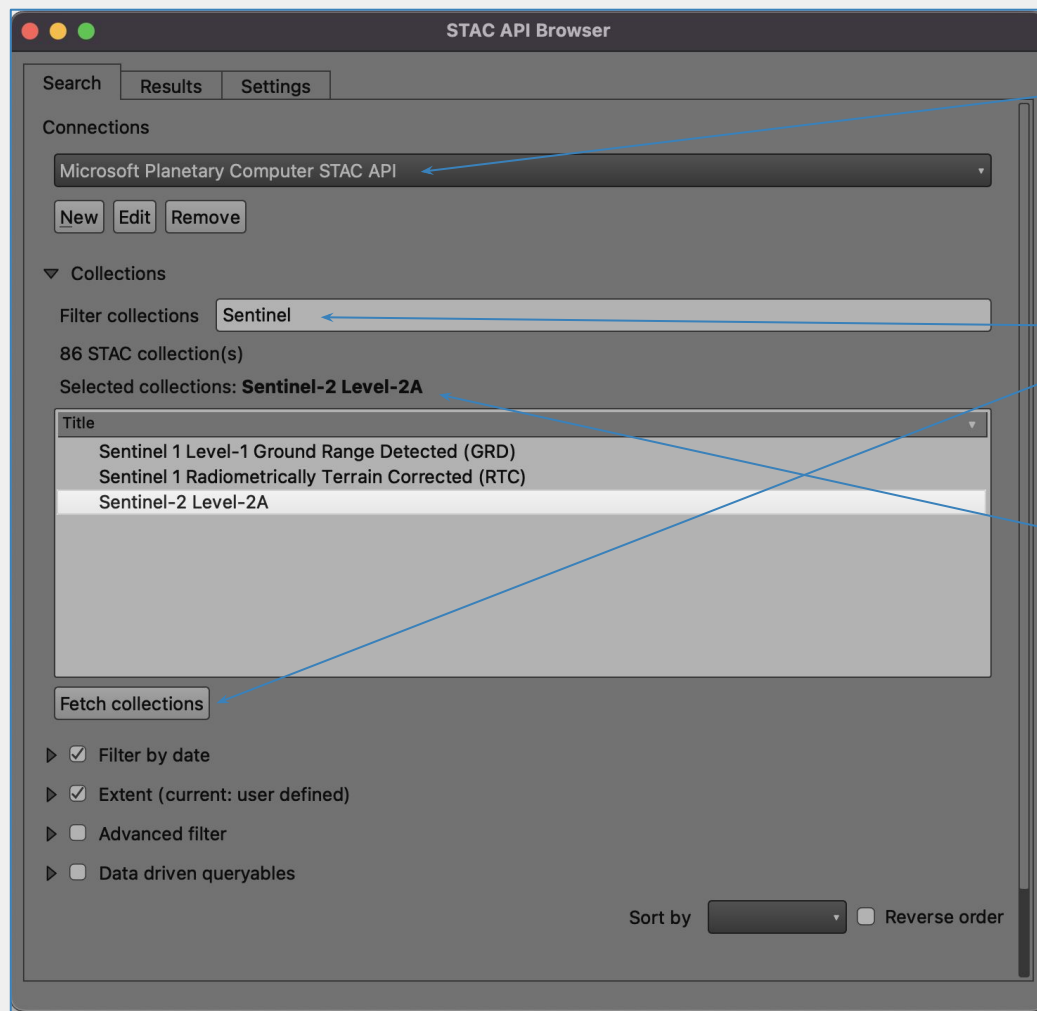 STAC API Browser
Search Results Settings
Connections
Microsoft Planetary Computer STAC API
New Edit Remove
Collections
Filter collections Sentinel
86 STAC collection(s)
Selected collections: Sentinel-2 Level-2A
Title
Sentinel 1 Level-1 Ground Range Detected (GRD)
Sentinel 1 Radiometrically Terrain Corrected (RTC)
Sentinel-2 Level-2A
Fetch collections
Filter by date
Extent (current: user defined)
Advanced filter
Data driven queryables
Sort by Reverse order